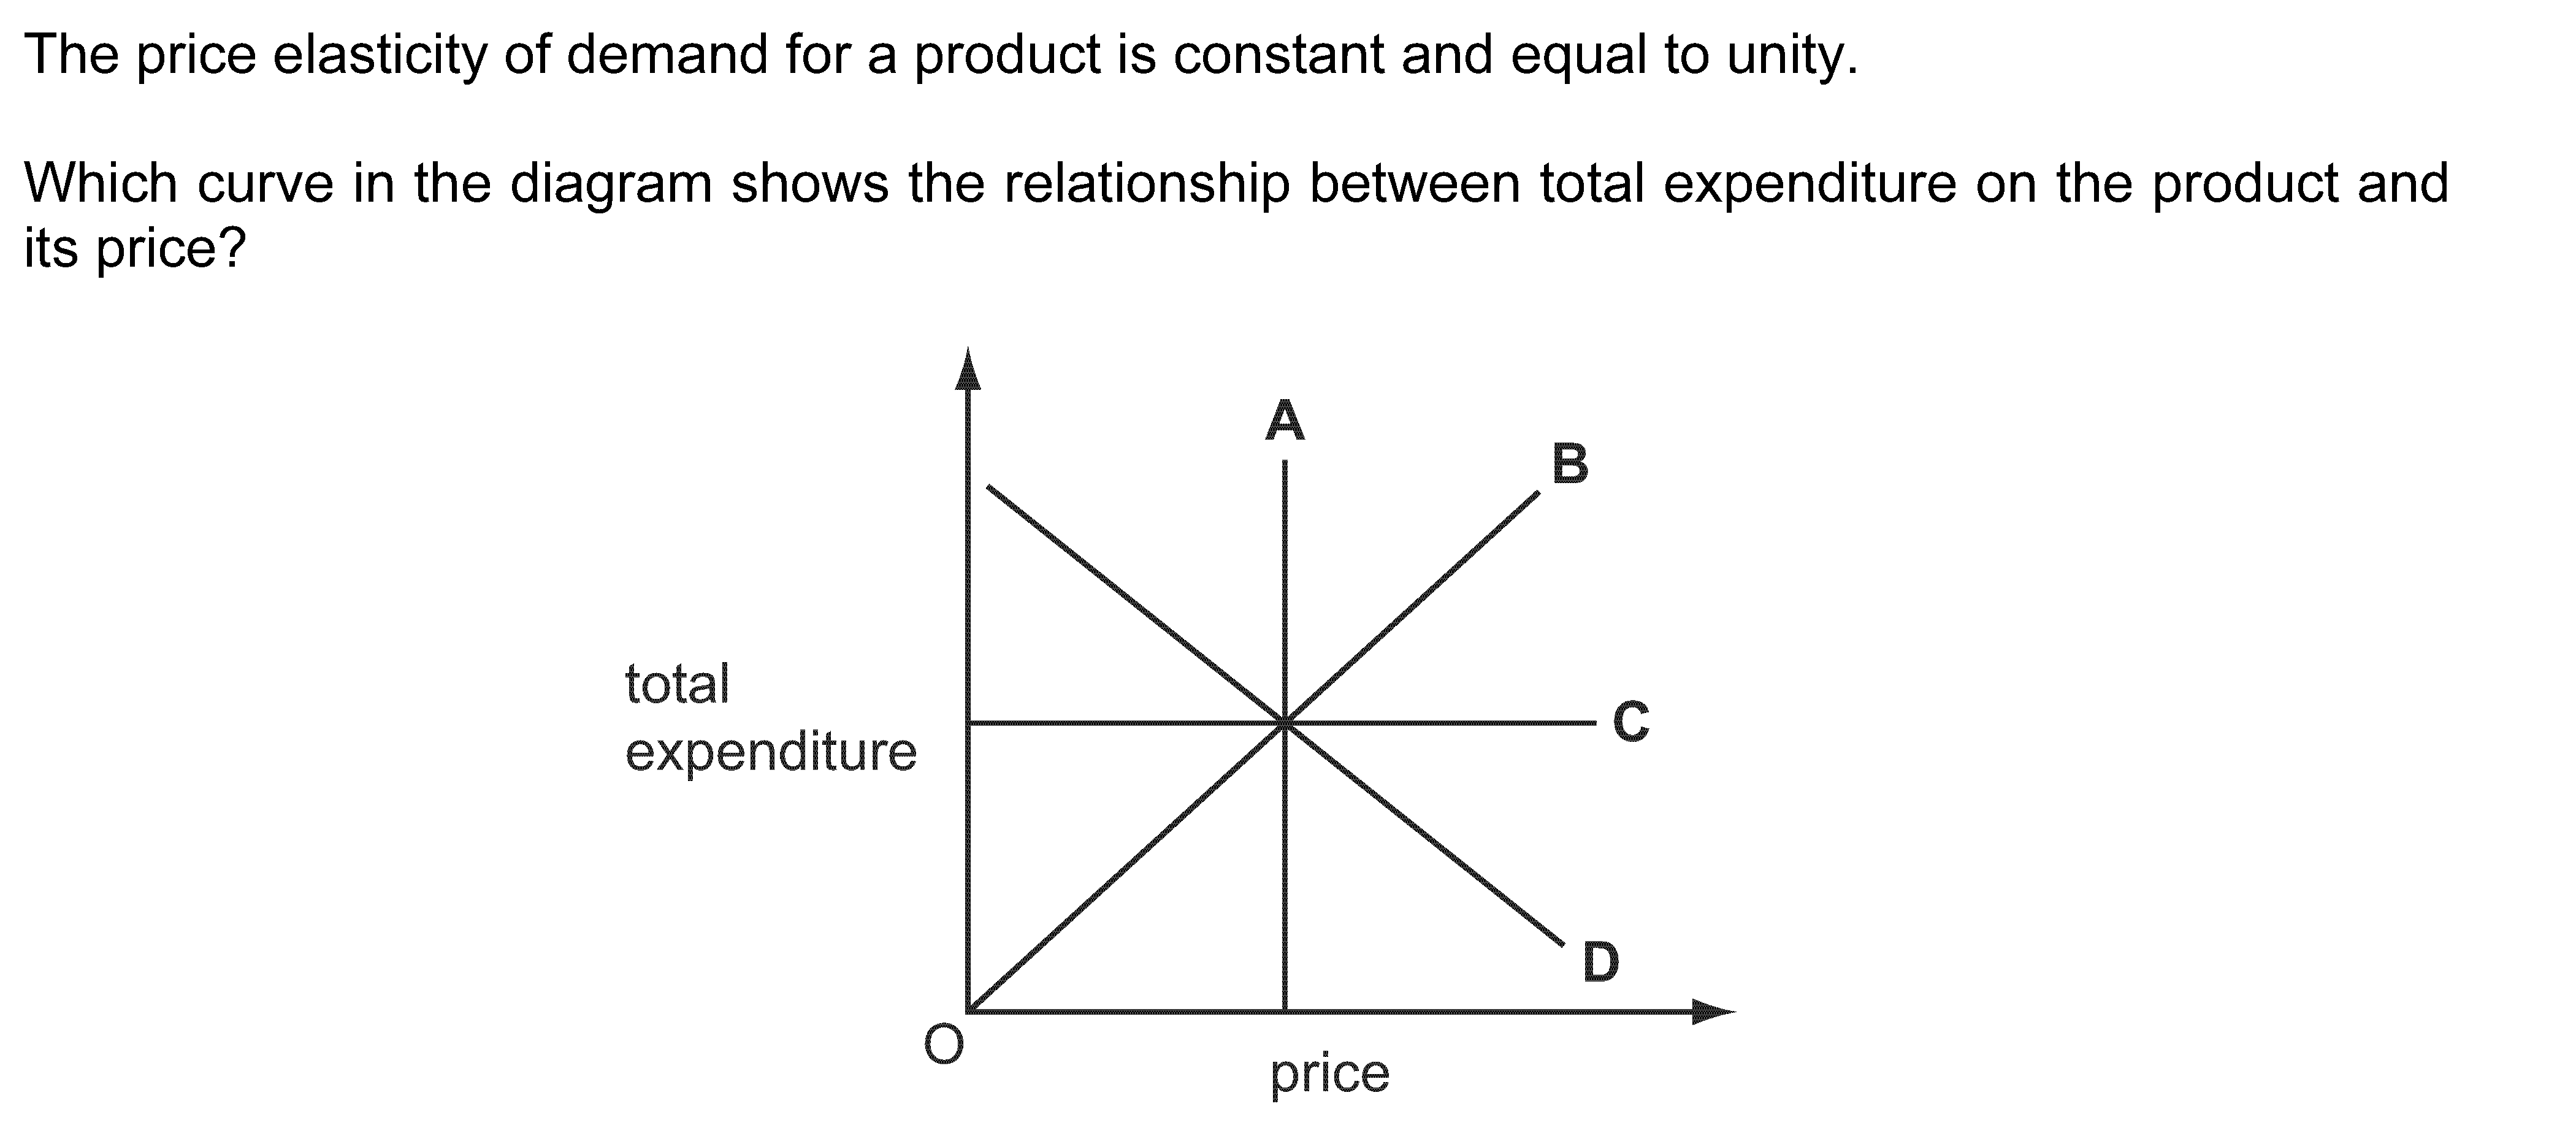 The price elasticity of demand for a product is constant and equal to unity.
Which curve in the diagram shows the relationship between total expenditure on the product and
its price?
A
B
total
expenditure
C
D
O
price